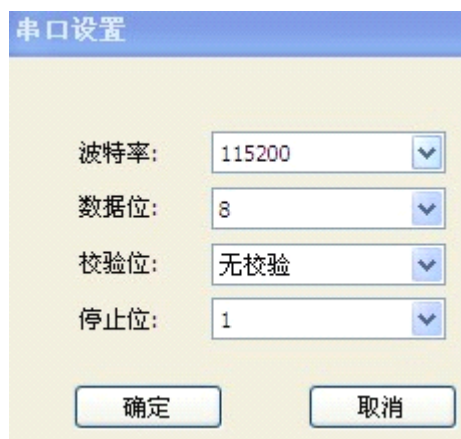 串口设置
波特率: 115200
数据位: 8
校验位: 无校验
停止位: 1
确定 取消